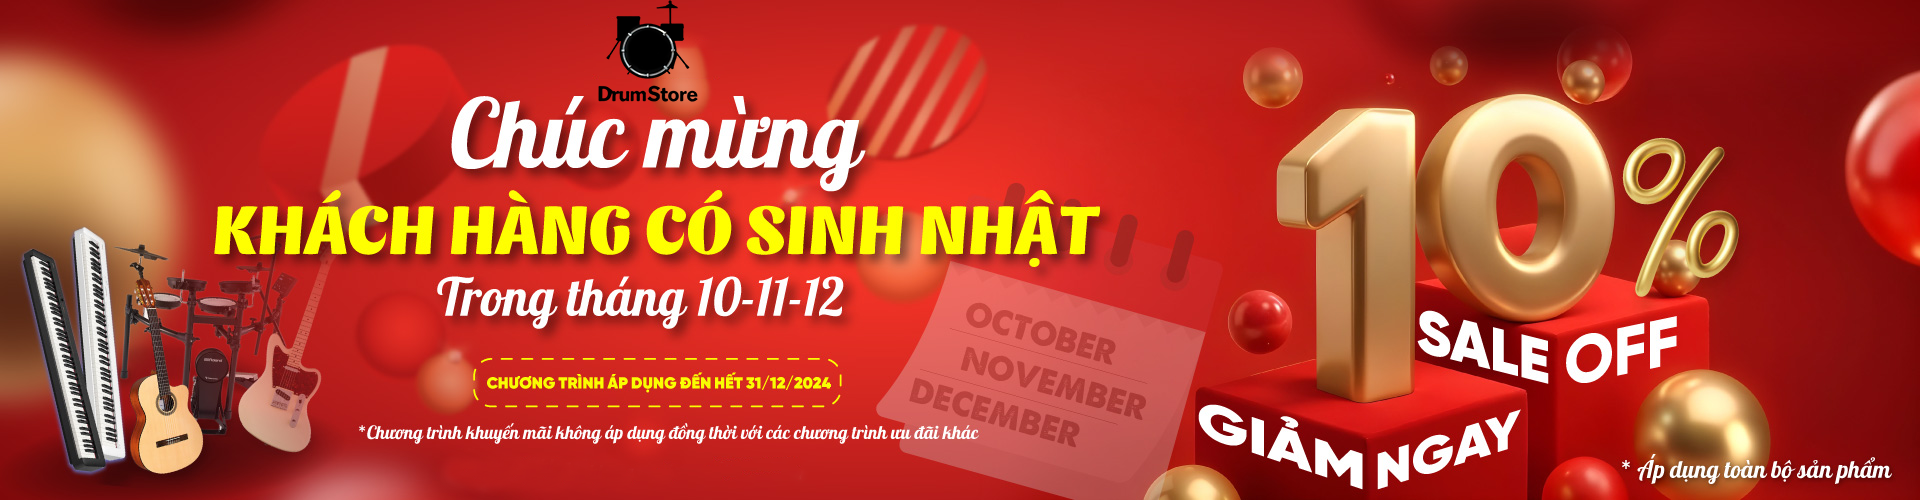 DrumStore
Chúc mừng
KHÁCH HÀNG CÓ SINH NHẬT
Trong tháng 10-11-12
CHƯƠNG TRÌNH ÁP DỤNG ĐẾN HẾT 31/12/2024
*Chương trình khuyến mãi không áp dụng đồng thời với các chương trình ưu đãi khác
OCTOBER
NOVEMBER
DECEMBER
10%
SALE OFF
GIẢM NGAY
* Áp dụng toàn bộ sản phẩm